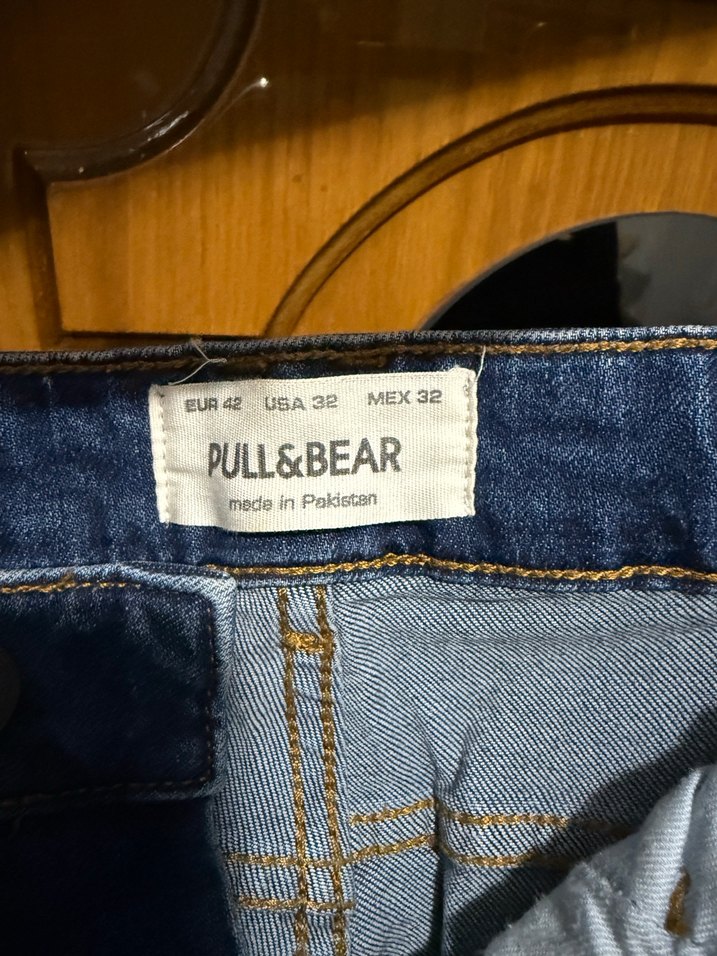 EUR 42 USA 32 MEX 32
PULL&BEAR
made in Pakistan